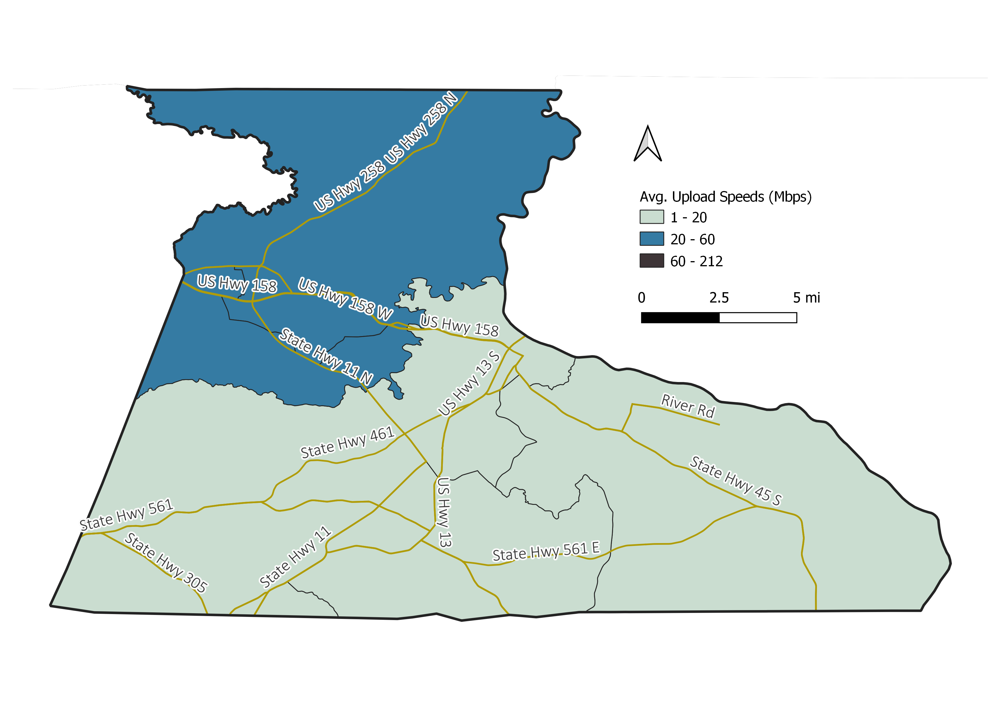 US Hwy 258 N
US Hwy 258
Avg. Upload Speeds (Mbps)
1 - 20
20 - 60
60 - 212
US Hwy 158
US Hwy 158 W
0 2.5 5 mi
US Hwy 158
State Hwy 11 N
US Hwy 13 S
River Rd
State Hwy 461
State Hwy 45 S
State Hwy 561
US Hwy 13
State Hwy 305
State Hwy 11
State Hwy 561 E